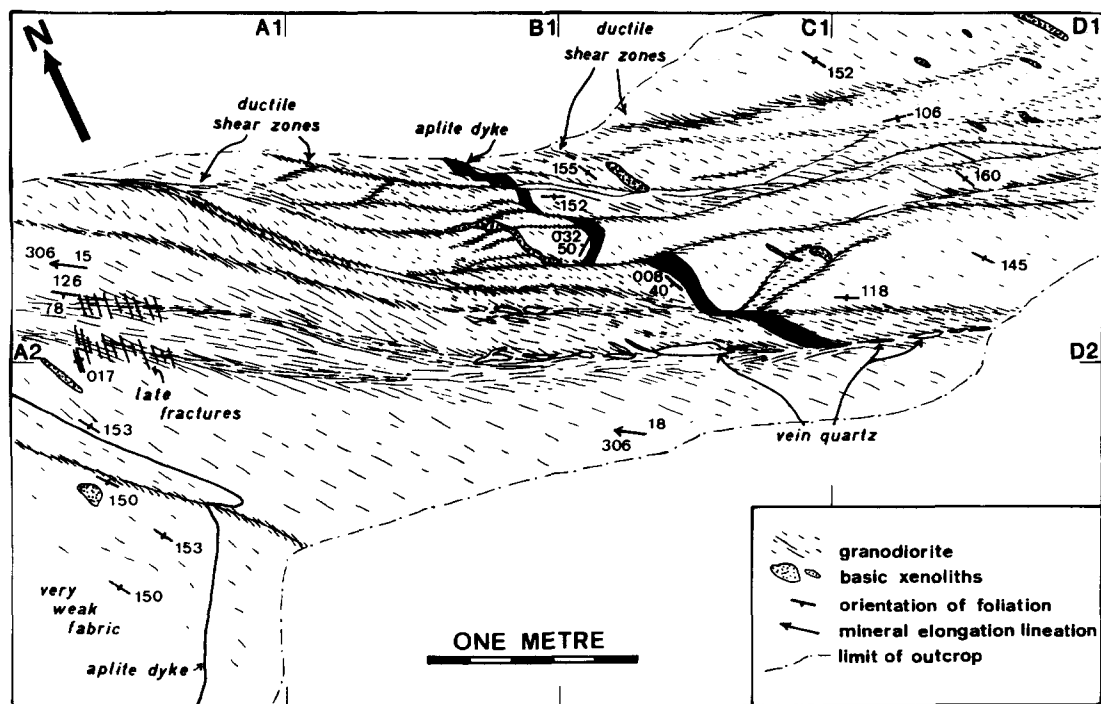 A1
B1
C1
D1
N
ductile
shear zones
ductile
shear zones
aplite dyke
152
106
155
160
152
032
50
306
15
126
78
008
40
145
118
A2
D2
017
late
fractures
18
306
vein quartz
153
150
153
150
very
weak
fabric
aplite dyke
ONE METRE
granodiorite
basic xenoliths
orientation of foliation
mineral elongation lineation
limit of outcrop